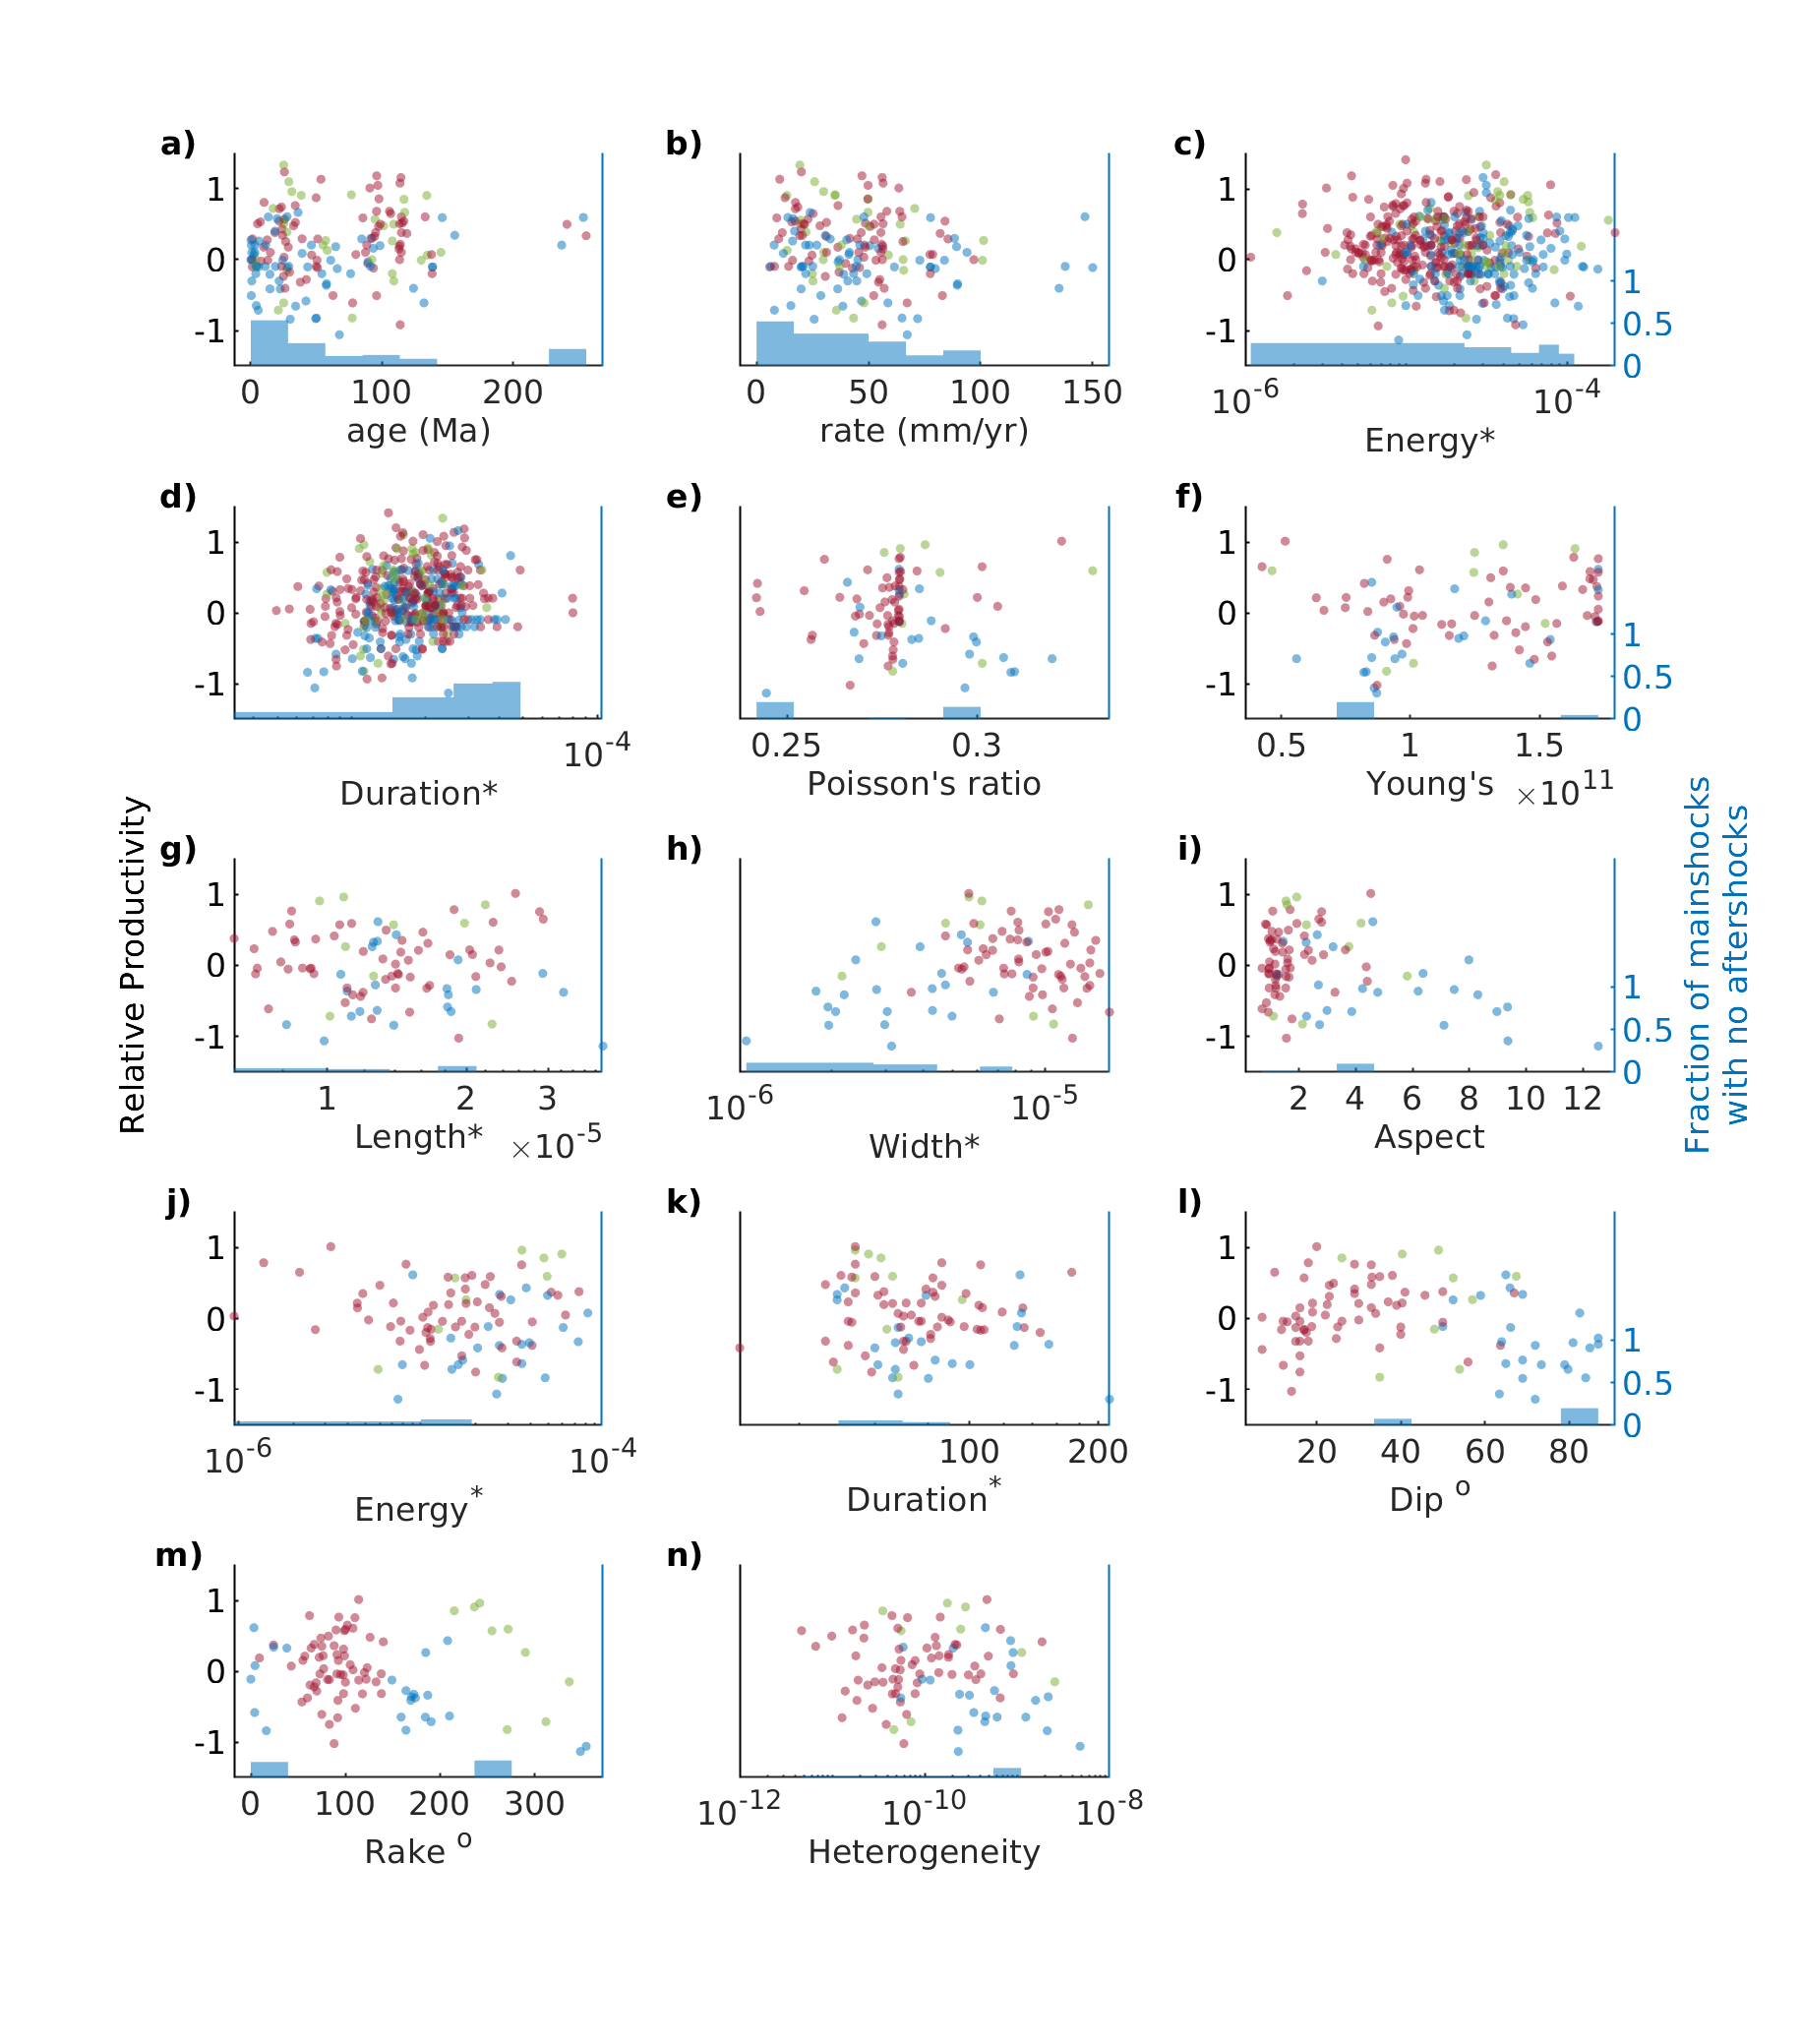 a)
b)
c)
1
0
-1
1
0
-1
1
0.5
0
0 100 200
0 50 100 150
10-6 10-4
age (Ma)
rate (mm/yr)
Energy*
d)
e)
f)
1
0
-1
1
0
-1
1
0.5
0
10-4
0.25 0.3
0.5 1 1.5
×1011
Duration*
Poisson's ratio
Young's
Relative Productivity
Fraction of mainshocks
with no aftershocks
g)
h)
i)
1
0
-1
1
0
-1
1
0.5
0
1 2 3
×10-5
10-6 10-5
2 4 6 8 10 12
Length*
Width*
Aspect
j)
k)
l)
1
0
-1
1
0
-1
1
0.5
0
10-6 10-4
100 200
20 40 60 80
Energy*
Duration*
Dip o
m)
n)
1
0
-1
0 100 200 300
10-12 10-10 10-8
Rake o
Heterogeneity